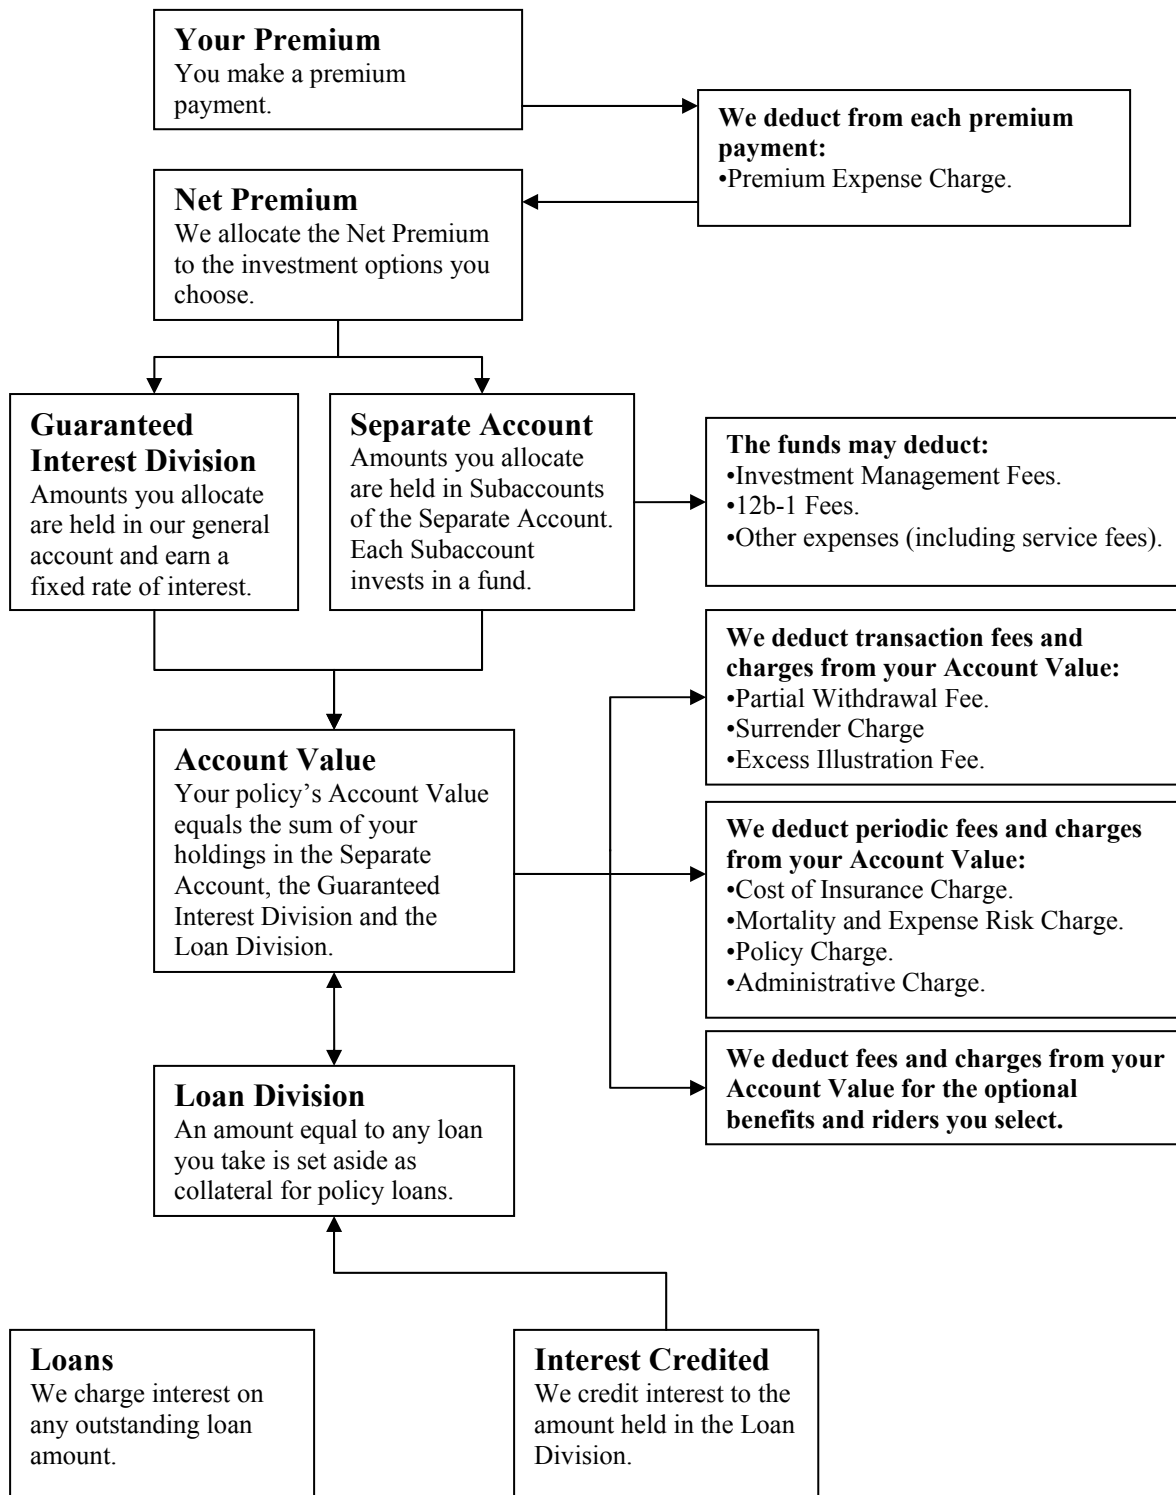 Your Premium
You make a premium
payment.
We deduct from each premium
payment:
•Premium Expense Charge.
Net Premium
We allocate the Net Premium
to the investment options you
choose.
Guaranteed
Interest Division
Amounts you allocate
are held in our general
account and earn a
fixed rate of interest.
Separate Account
Amounts you allocate
are held in Subaccounts
of the Separate Account.
Each Subaccount
invests in a fund.
The funds may deduct:
•Investment Management Fees.
•12b-1 Fees.
•Other expenses (including service fees).
We deduct transaction fees and
charges from your Account Value:
•Partial Withdrawal Fee.
•Surrender Charge
•Excess Illustration Fee.
Account Value
Your policy’s Account Value
equals the sum of your
holdings in the Separate
Account, the Guaranteed
Interest Division and the
Loan Division.
We deduct periodic fees and charges
from your Account Value:
•Cost of Insurance Charge.
•Mortality and Expense Risk Charge.
•Policy Charge.
•Administrative Charge.
We deduct fees and charges from your
Account Value for the optional
benefits and riders you select.
Loan Division
An amount equal to any loan
you take is set aside as
collateral for policy loans.
Loans
We charge interest on
any outstanding loan
amount.
Interest Credited
We credit interest to the
amount held in the Loan
Division.